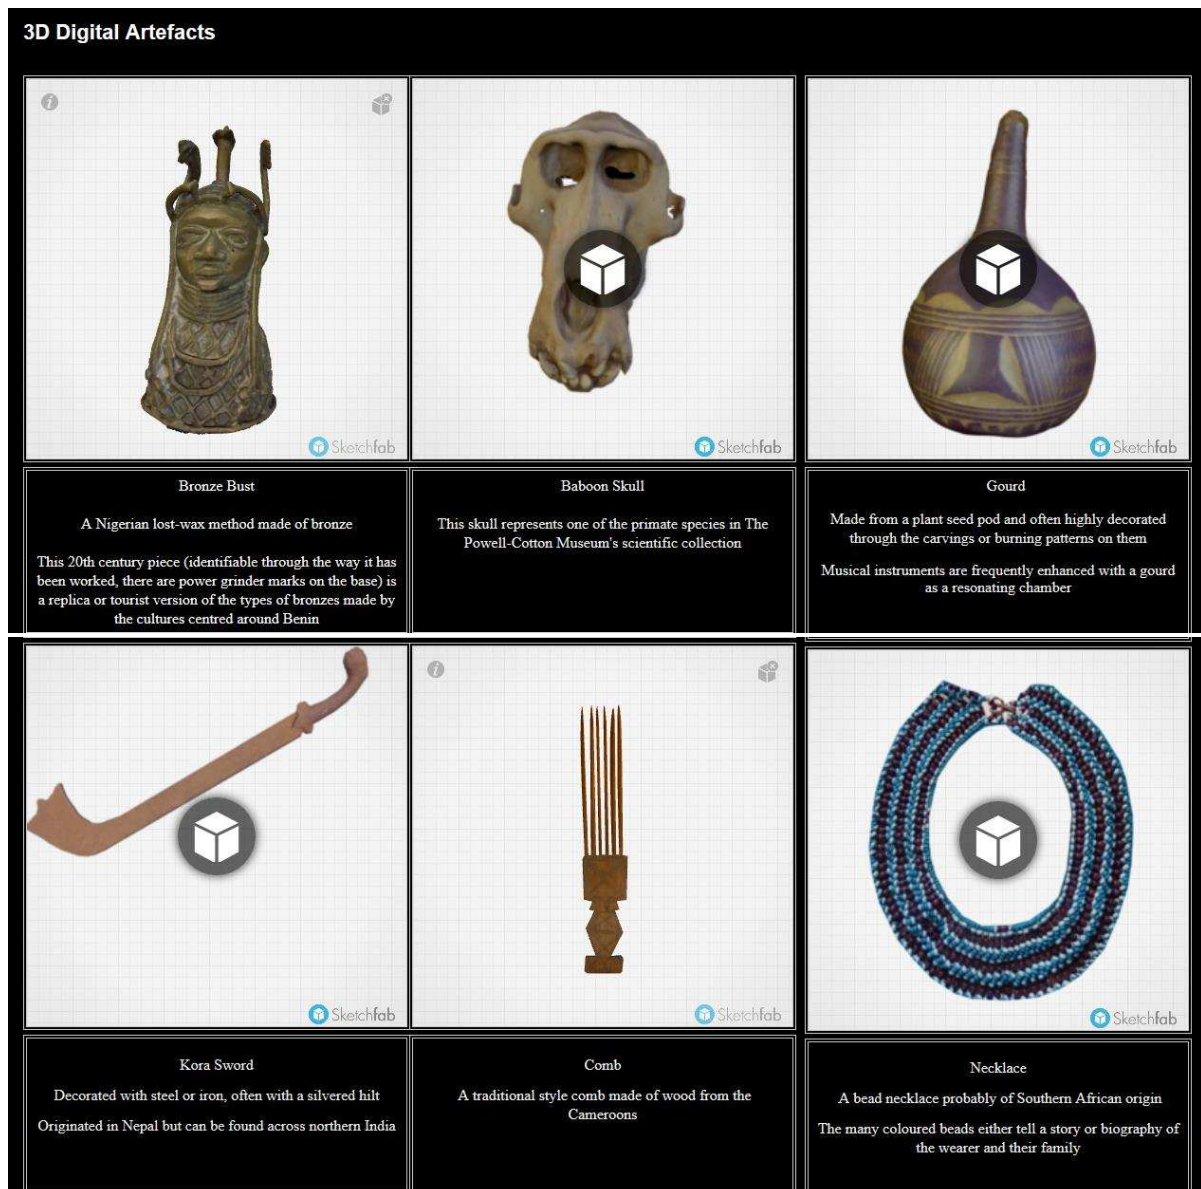 3D Digital Artefacts
Sketchfab
Sketchfab
Sketchfab
Bronze Bust
A Nigerian lost-wax method made of bronze
This 20th century piece (identifiable through the way it has
been worked, there are power grinder marks on the base) is
a replica or tourist version of the types of bronzes made by
the cultures centred around Benin
Baboon Skull
This skull represents one of the primate species in The
Powell-Cotton Museum's scientific collection
Gourd
Made from a plant seed pod and often highly decorated
through the carvings or burning patterns on them
Musical instruments are frequently enhanced with a gourd
as a resonating chamber
Sketchfab
Sketchfab
Sketchfab
Kora Sword
Decorated with steel or iron, often with a silvered hilt
Originated in Nepal but can be found across northern India
Comb
A traditional style comb made of wood from the
Cameroons
Necklace
A bead necklace probably of Southern African origin
The many coloured beads either tell a story or biography of
the wearer and their family